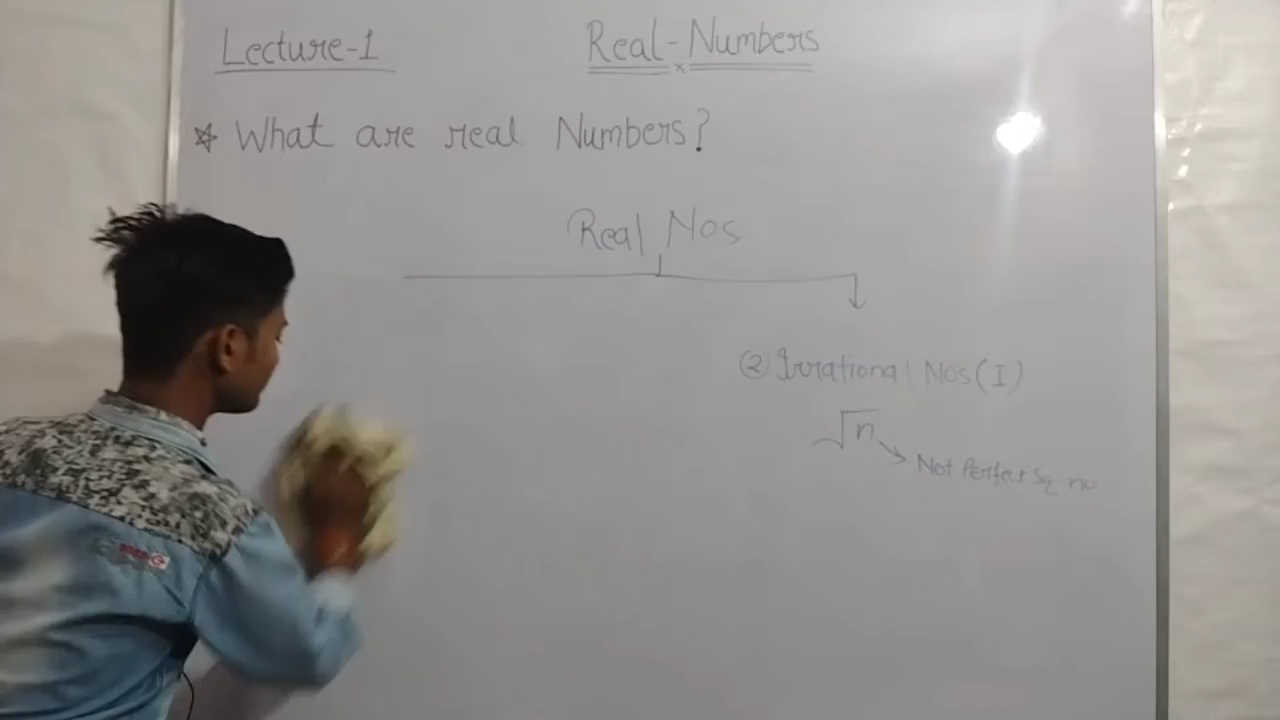 Lecture-1
Real-Numbers
☆ What are real Numbers?
Real Nos
② Irrational Nos (I)
√n
Not Perfect Sq no